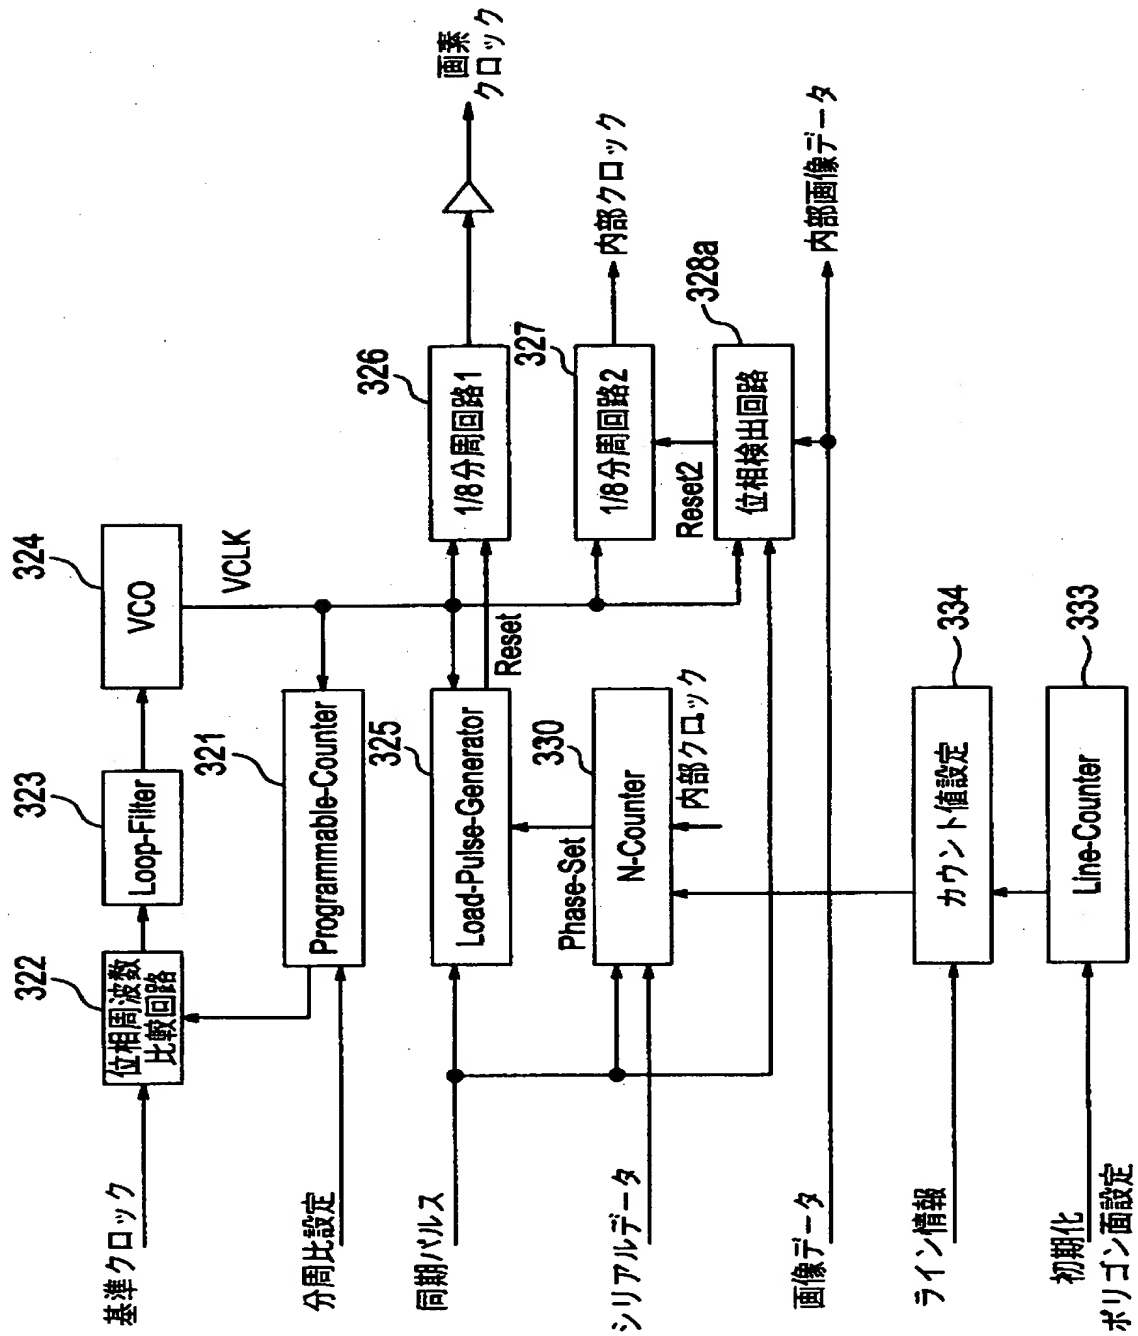 基準クロック
322
位相周波数
比較回路
323
Loop-Filter
324
VCO
VCLK
分周比設定
321
Programmable-Counter
同期パルス
325
Load-Pulse-Generator
Reset
326
1/8分周回路1
画素
クロック
シリアルデータ
Phase-Set
330
N-Counter
内部クロック
327
1/8分周回路2
内部クロック
Reset2
328a
位相検出回路
画像データ
内部画像データ
ライン情報
334
カウント値設定
初期化
ポリゴン面設定
333
Line-Counter